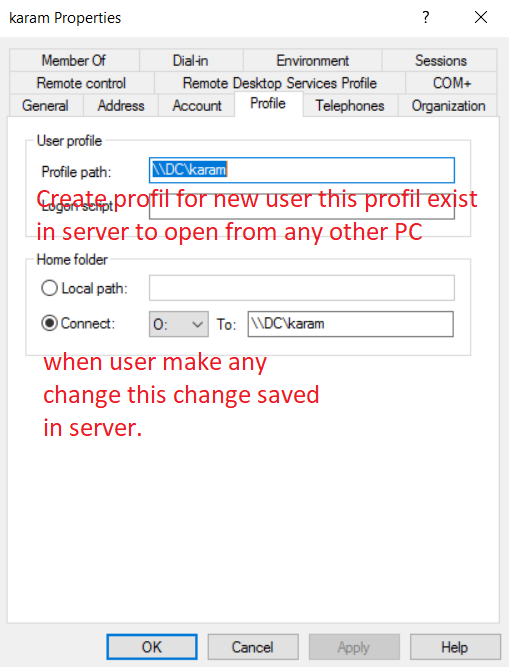 karam Properties
?
Member Of Dial-in Environment Sessions
Remote control Remote Desktop Services Profile COM+
General Address Account Profile Telephones Organization
User profile
Profile path: \\DC\karam
Logon script:
Create profil for new user this profil exist
in server to open from any other PC
Home folder
Local path:
Connect: O: To: \\DC\karam
when user make any
change this change saved
in server.
OK Cancel Apply Help